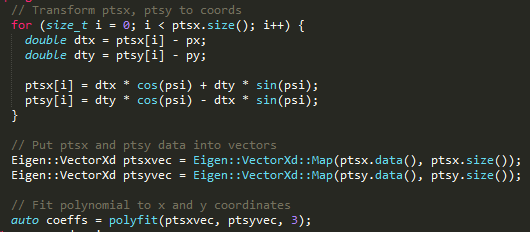 // Transform ptsx, ptsy to coords
for (size_t i = 0; i < ptsx.size(); i++) {
double dtx = ptsx[i] - px;
double dty = ptsy[i] - py;
ptsx[i] = dtx * cos(psi) + dty * sin(psi);
ptsy[i] = dty * cos(psi) - dtx * sin(psi);
}
// Put ptsx and ptsy data into vectors
Eigen::VectorXd ptsxvec = Eigen::VectorXd::Map(ptsx.data(), ptsx.size());
Eigen::VectorXd ptsyvec = Eigen::VectorXd::Map(ptsy.data(), ptsy.size());
// Fit polynomial to x and y coordinates
auto coeffs = polyfit(ptsxvec, ptsyvec, 3);